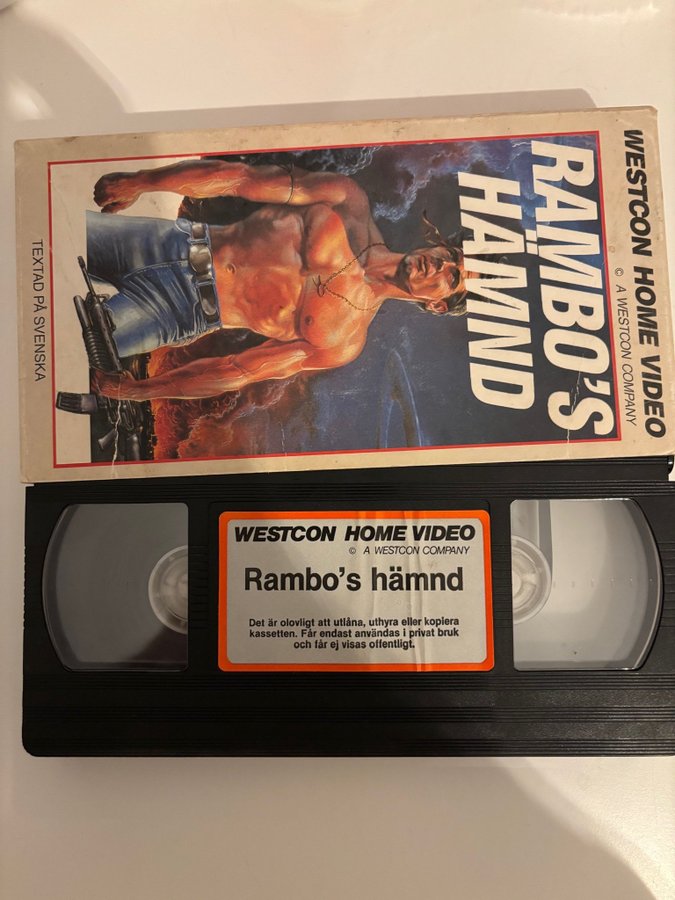 WESTCON HOME VIDEO
© A WESTCON COMPANY
RAMBO'S
HÄMND
TEXTAD PÅ SVENSKA
WESTCON HOME VIDEO
© A WESTCON COMPANY
Rambo's hämnd
Det är olovligt att utlåna, uthyra eller kopiera
kassetten. Får endast användas i privat bruk
och får ej visas offentligt.